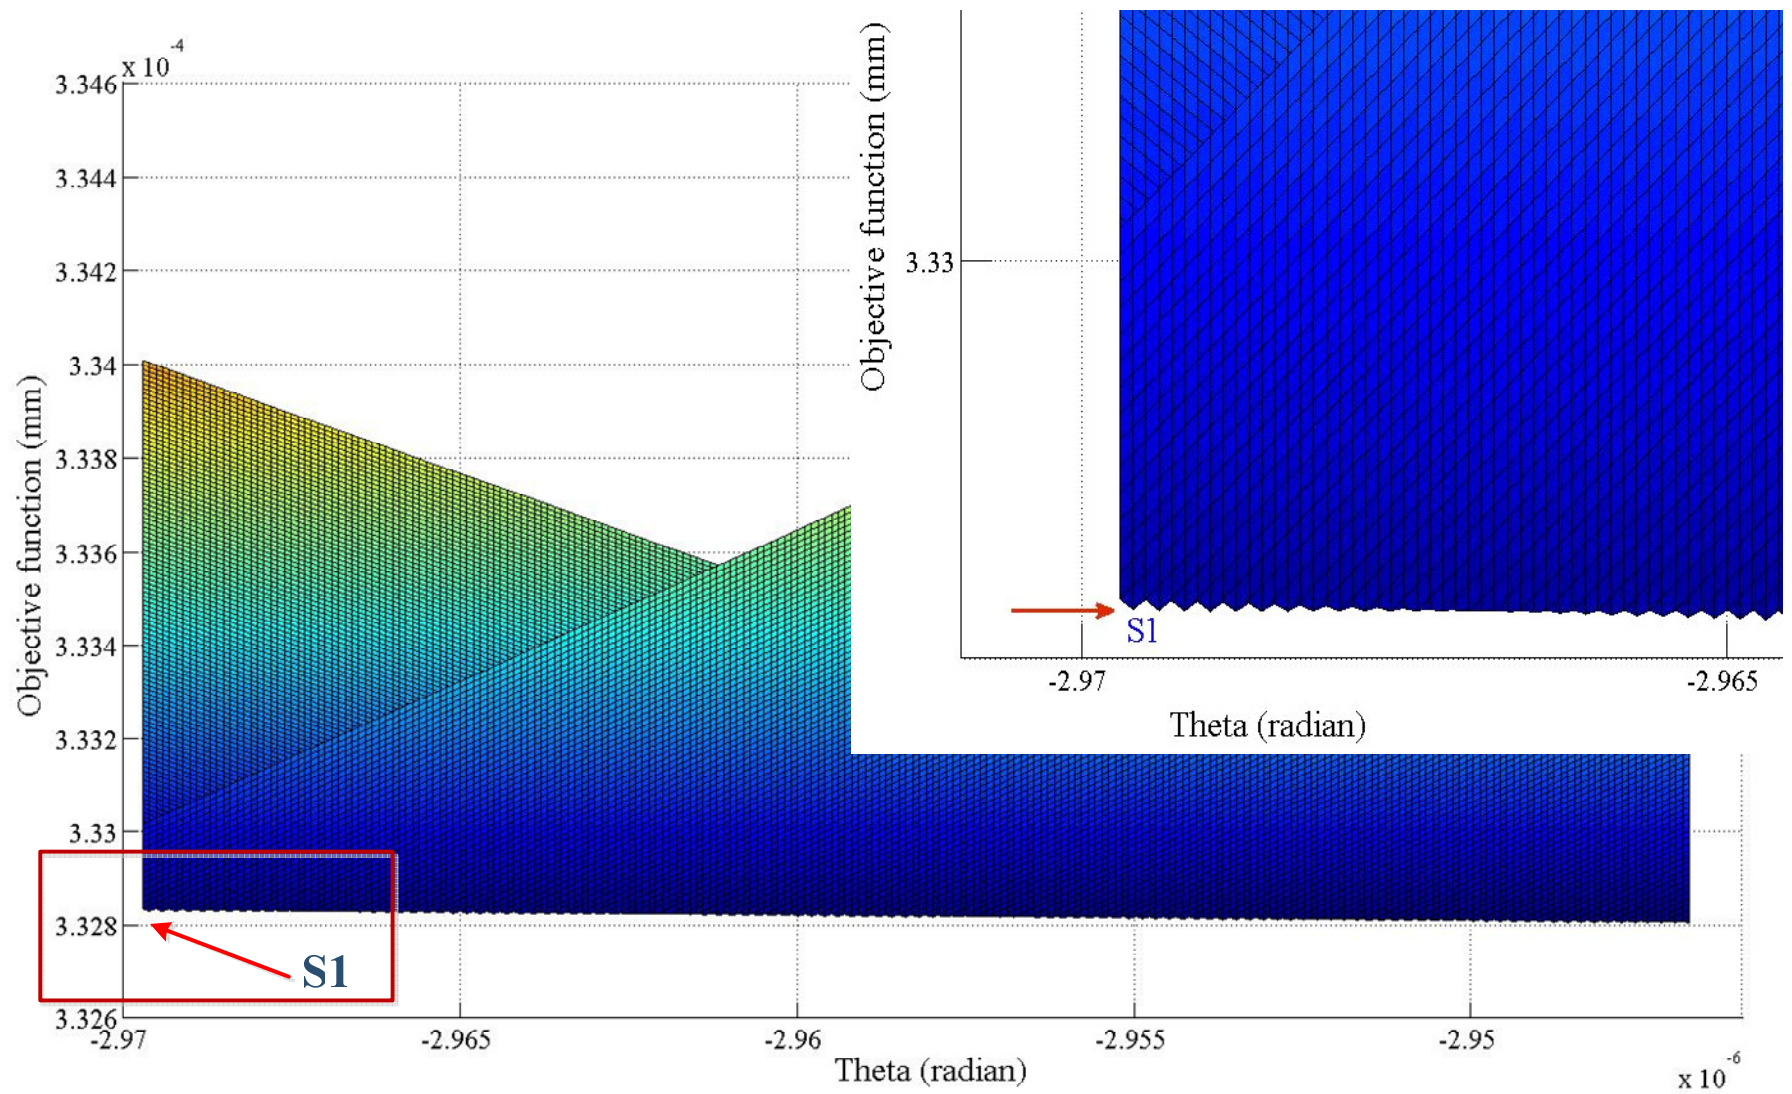 x 10
-4
3.346
3.344
3.342
3.34
3.338
3.336
3.334
3.332
3.33
3.328
3.326
Objective function (mm)
-2.97
-2.965
-2.96
-2.955
-2.95
Theta (radian)
x 10
-6
S1
Objective function (mm)
3.33
S1
-2.97
-2.965
Theta (radian)